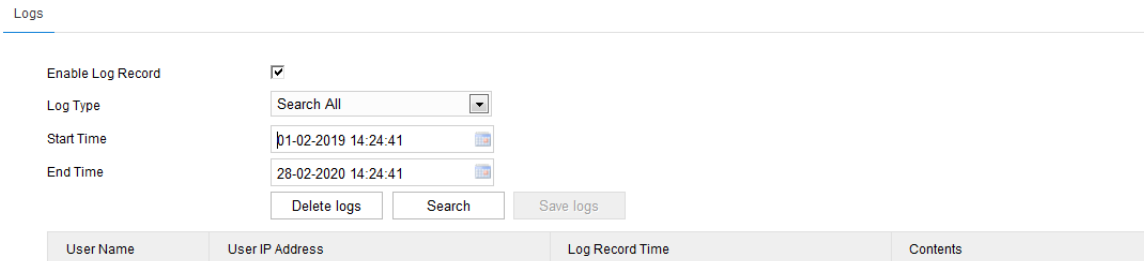 Logs
Enable Log Record
Log Type Search All
Start Time 01-02-2019 14:24:41
End Time 28-02-2020 14:24:41
Delete logs Search Save logs
User Name User IP Address Log Record Time Contents